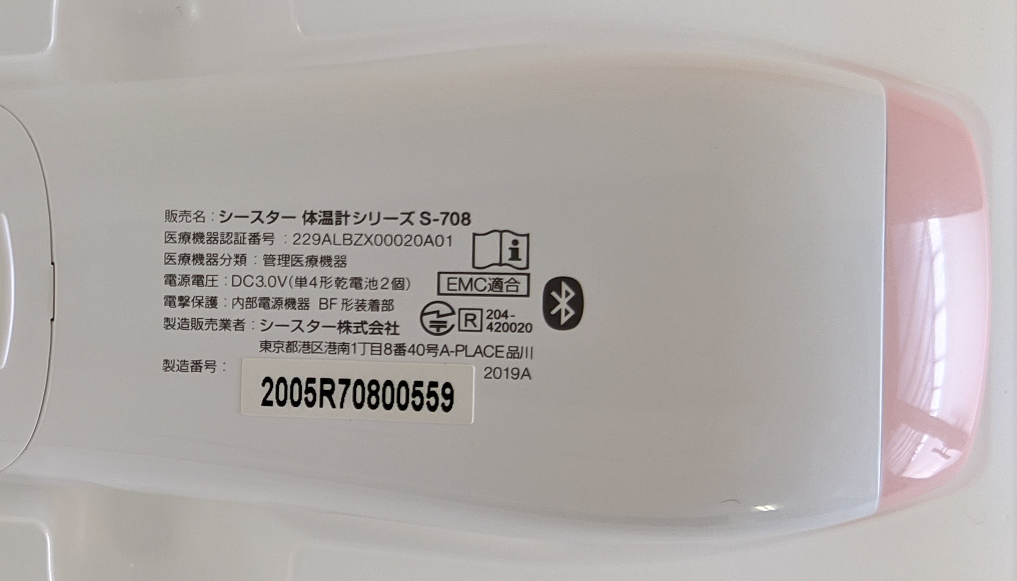 販売名：シースター 体温計シリーズ S-708
医療機器認証番号：229ALBZX00020A01
医療機器分類：管理医療機器
電源電圧：DC3.0V(単4形乾電池2個)
EMC適合
電撃保護：内部電源機器 BF形装着部
製造販売業者：シースター株式会社
R 204-
420020
東京都港区港南1丁目8番40号A-PLACE品川
製造番号：
2019A
2005R70800559